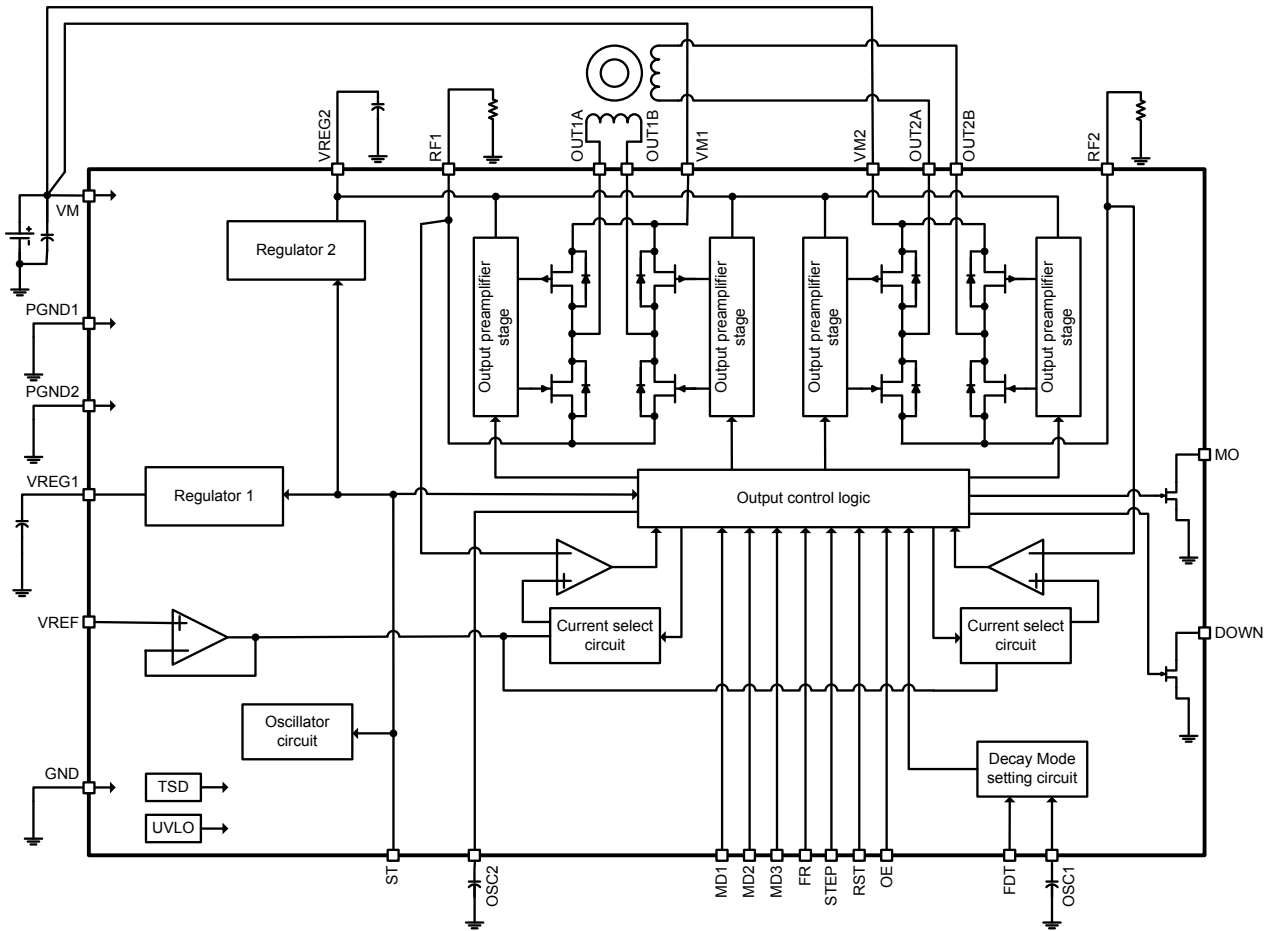 VREG2
RF1
OUT1A
OUT1B
VM1
VM2
OUT2A
OUT2B
RF2
VM
+
-
Regulator 2
Output preamplifier
stage
Output preamplifier
stage
Output preamplifier
stage
Output preamplifier
stage
PGND1
PGND2
VREG1
Regulator 1
Output control logic
MO
VREF
+
−
−
+
−
+
Current select
circuit
Current select
circuit
DOWN
Oscillator
circuit
Decay Mode
setting circuit
GND
TSD
UVLO
ST
OSC2
MD1
MD2
MD3
FR
STEP
RST
OE
FDT
OSC1